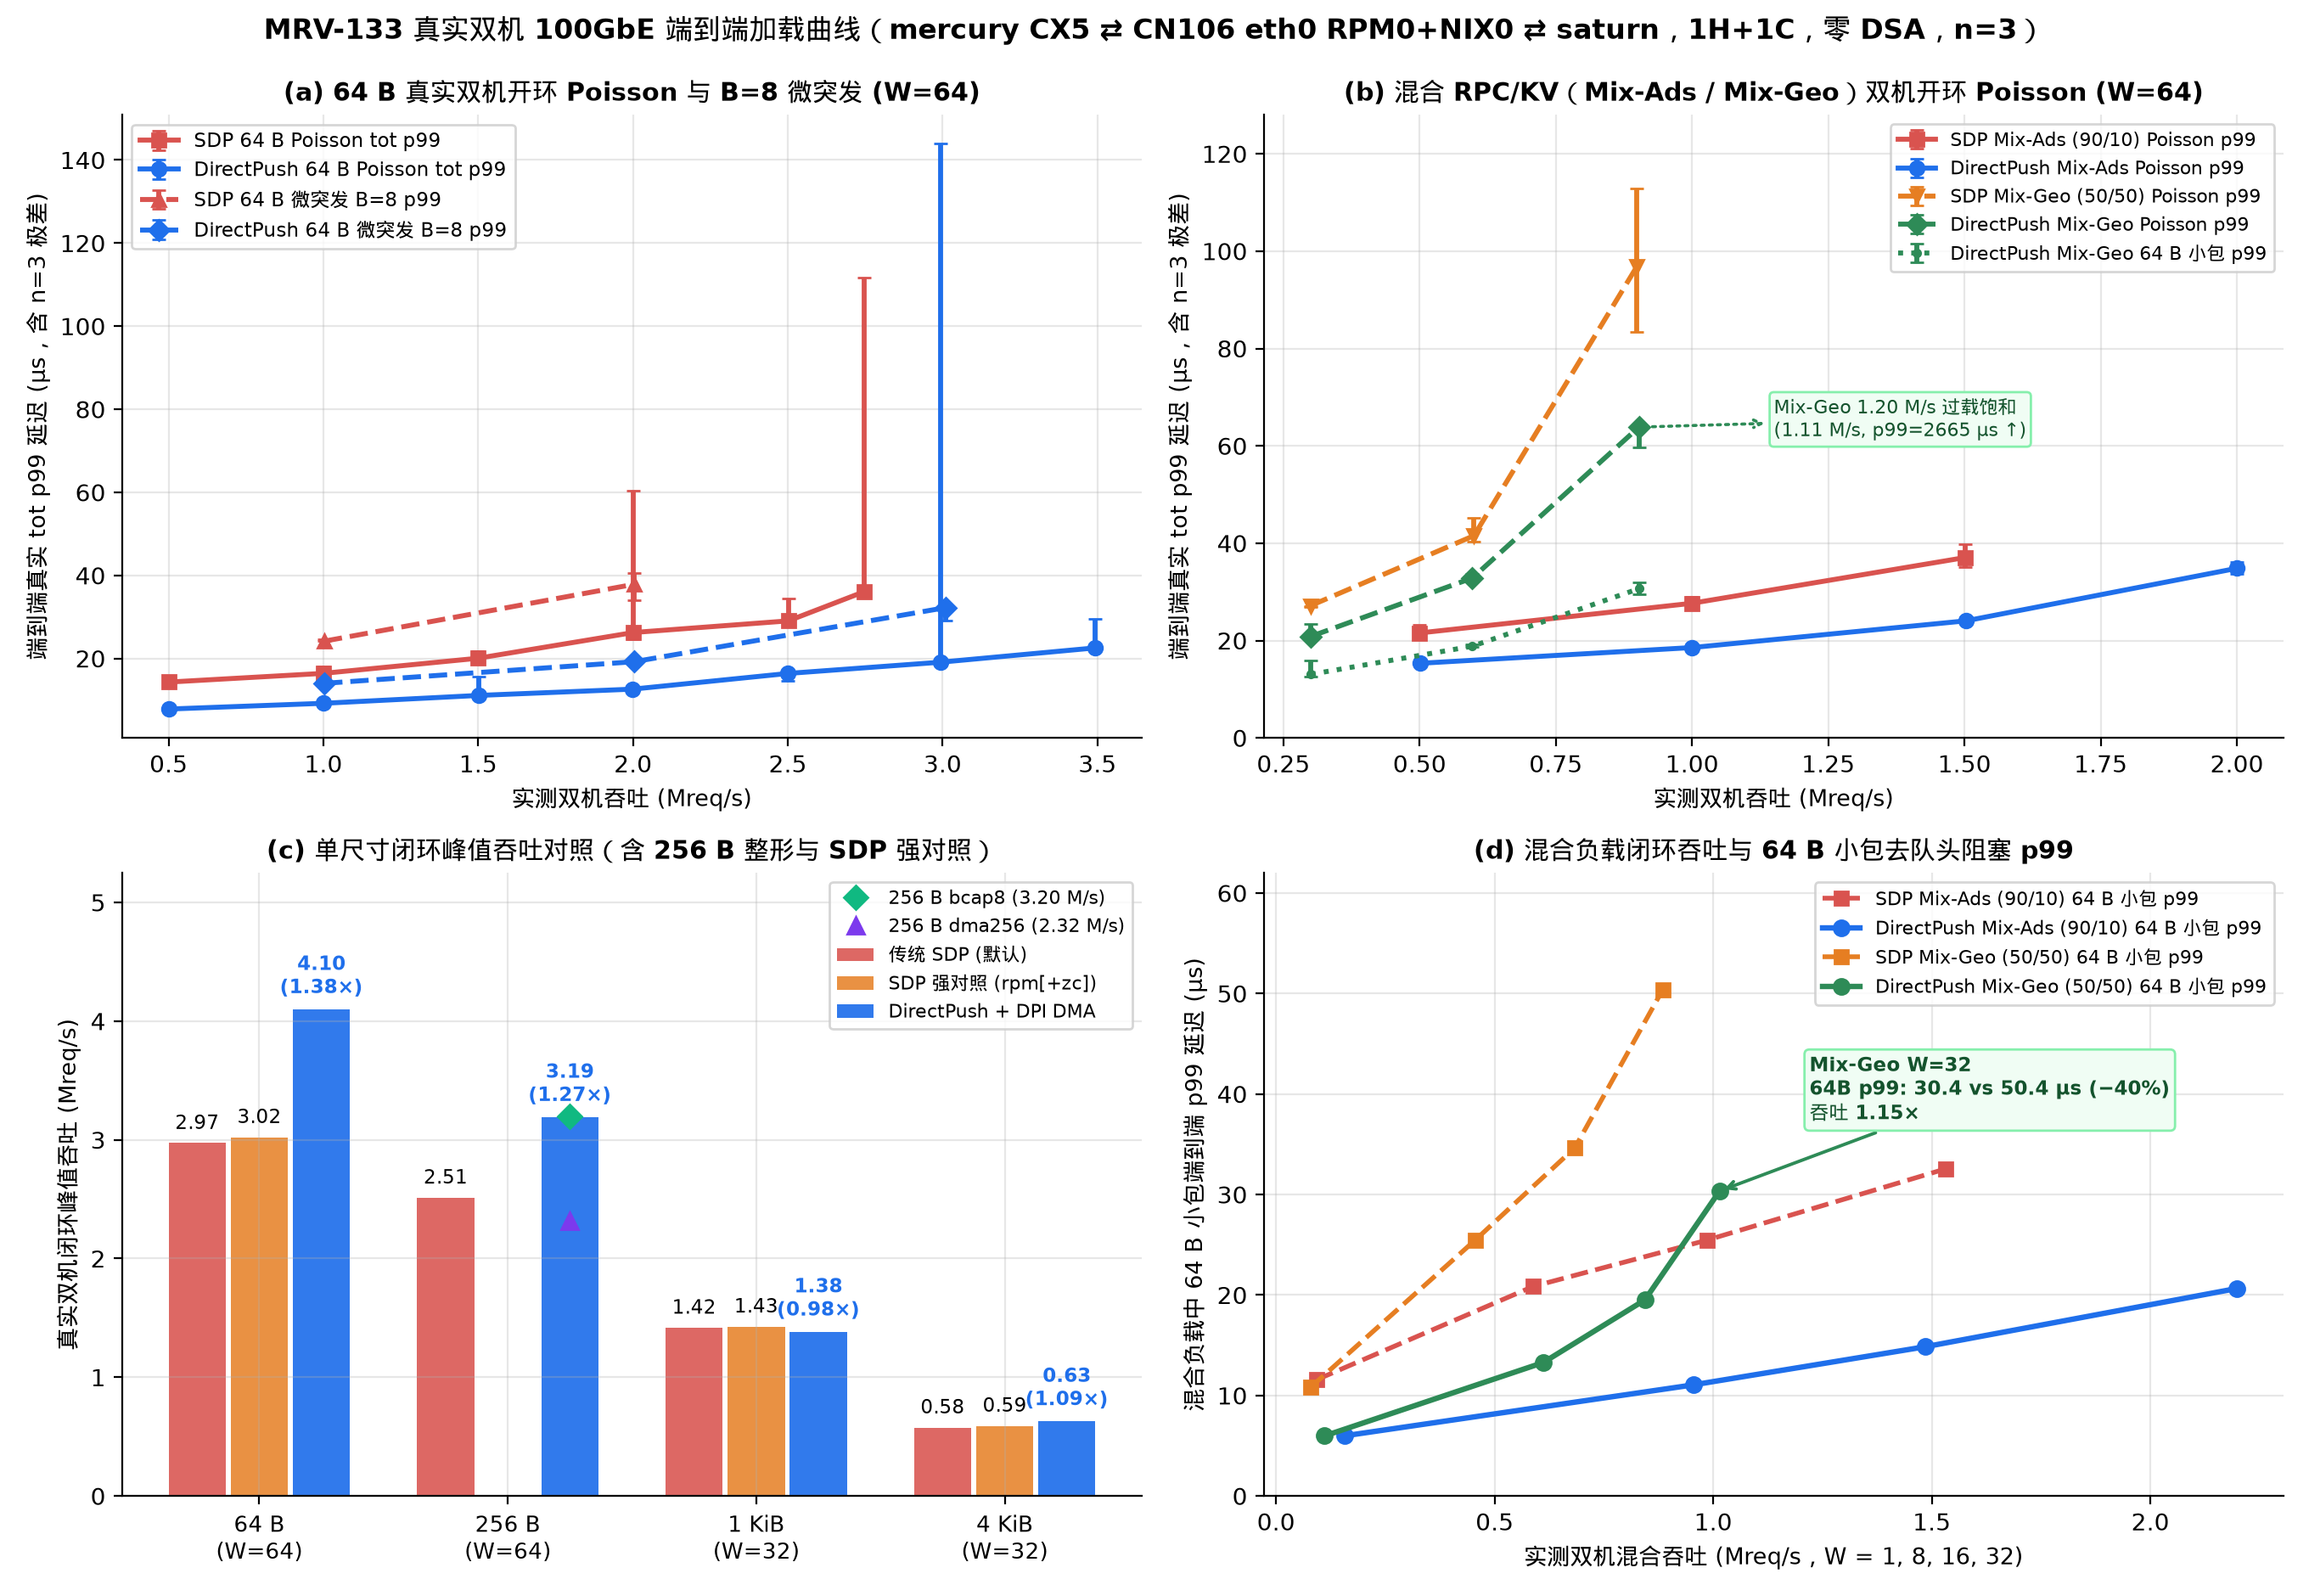 MRV-133 真实双机 100GbE 端到端加载曲线（mercury CX5 ⇄ CN106 eth0 RPM0+NIX0 ⇄ saturn，1H+1C，零 DSA，n=3）
(a) 64 B 真实双机开环 Poisson 与 B=8 微突发 (W=64)
SDP 64 B Poisson tot p99
DirectPush 64 B Poisson tot p99
SDP 64 B 微突发 B=8 p99
DirectPush 64 B 微突发 B=8 p99
端到端真实 tot p99 延迟 (µs，含 n=3 极差)
140
120
100
80
60
40
20
0.5 1.0 1.5 2.0 2.5 3.0 3.5
实测双机吞吐 (Mreq/s)
(b) 混合 RPC/KV（Mix-Ads / Mix-Geo）双机开环 Poisson (W=64)
SDP Mix-Ads (90/10) Poisson p99
DirectPush Mix-Ads Poisson p99
SDP Mix-Geo (50/50) Poisson p99
DirectPush Mix-Geo Poisson p99
DirectPush Mix-Geo 64 B 小包 p99
Mix-Geo 1.20 M/s 过载饱和
(1.11 M/s, p99=2665 µs ↑)
端到端真实 tot p99 延迟 (µs，含 n=3 极差)
120
100
80
60
40
20
0
0.25 0.50 0.75 1.00 1.25 1.50 1.75 2.00
实测双机吞吐 (Mreq/s)
(c) 单尺寸闭环峰值吞吐对照（含 256 B 整形与 SDP 强对照）
256 B bcap8 (3.20 M/s)
256 B dma256 (2.32 M/s)
传统 SDP (默认)
SDP 强对照 (rpm[+zc])
DirectPush + DPI DMA
真实双机闭环峰值吞吐 (Mreq/s)
5
4
3
2
1
0
2.97
3.02
4.10
(1.38×)
2.51
3.19
(1.27×)
1.42
1.43
1.38
(0.98×)
0.58
0.59
0.63
(1.09×)
64 B
(W=64)
256 B
(W=64)
1 KiB
(W=32)
4 KiB
(W=32)
(d) 混合负载闭环吞吐与 64 B 小包去队头阻塞 p99
SDP Mix-Ads (90/10) 64 B 小包 p99
DirectPush Mix-Ads (90/10) 64 B 小包 p99
SDP Mix-Geo (50/50) 64 B 小包 p99
DirectPush Mix-Geo (50/50) 64 B 小包 p99
Mix-Geo W=32
64B p99: 30.4 vs 50.4 µs (−40%)
吞吐 1.15×
混合负载中 64 B 小包端到端 p99 延迟 (µs)
60
50
40
30
20
10
0
0.0 0.5 1.0 1.5 2.0
实测双机混合吞吐 (Mreq/s，W = 1, 8, 16, 32)